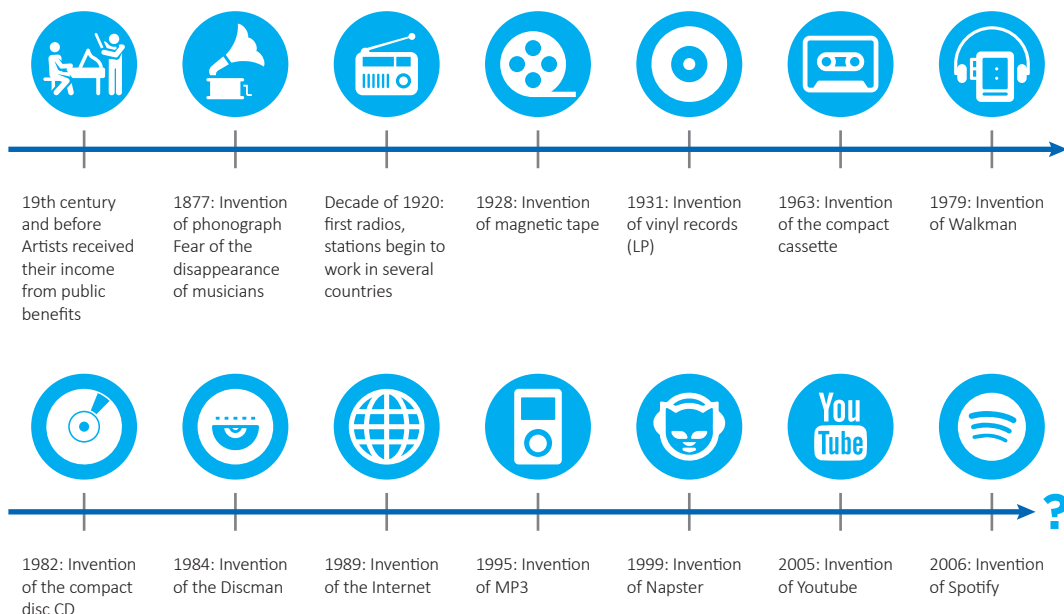 19th century
and before
Artists received
their income
from public
benefits
1877: Invention
of phonograph
Fear of the
disappearance
of musicians
Decade of 1920:
first radios,
stations begin to
work in several
countries
1928: Invention
of magnetic tape
1931: Invention
of vinyl records
(LP)
1963: Invention
of the compact
cassette
1979: Invention
of Walkman
You
Tube
?
1982: Invention
of the compact
disc CD
1984: Invention
of the Discman
1989: Invention
of the Internet
1995: Invention
of MP3
1999: Invention
of Napster
2005: Invention
of Youtube
2006: Invention
of Spotify